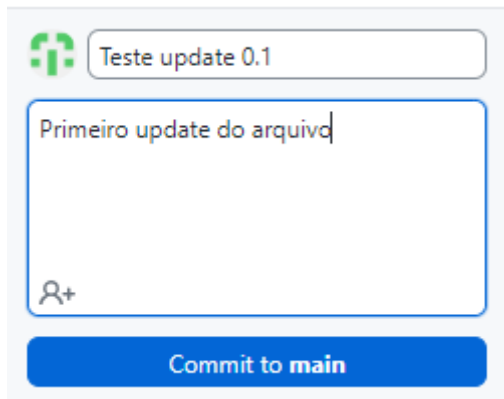 Teste update 0.1
Primeiro update do arquivo
Commit to main